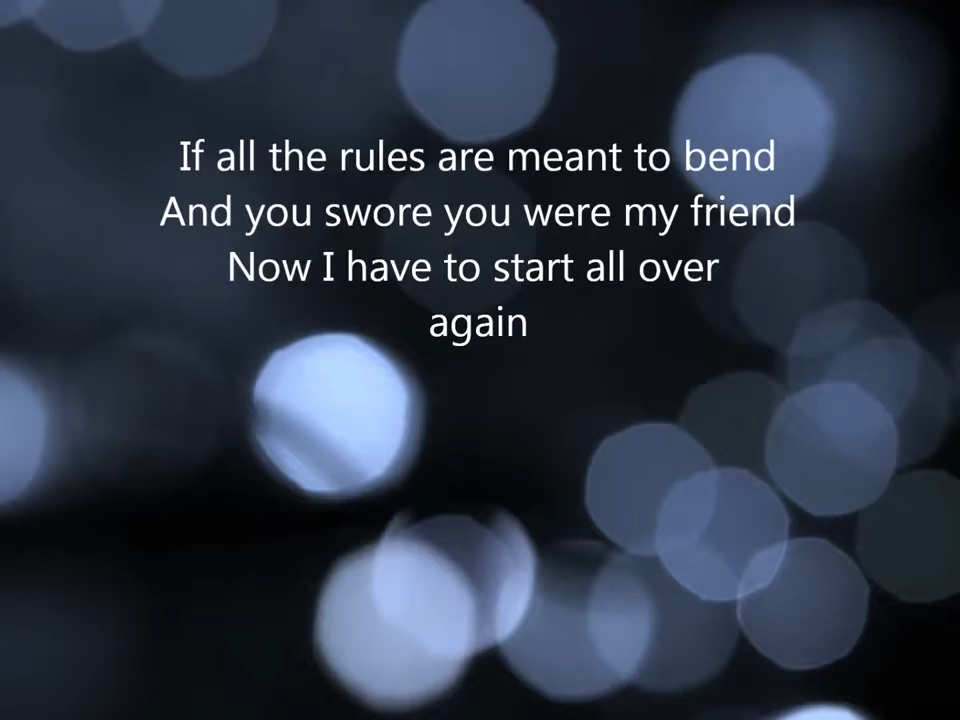 If all the rules are meant to bend
And you swore you were my friend
Now I have to start all over
again